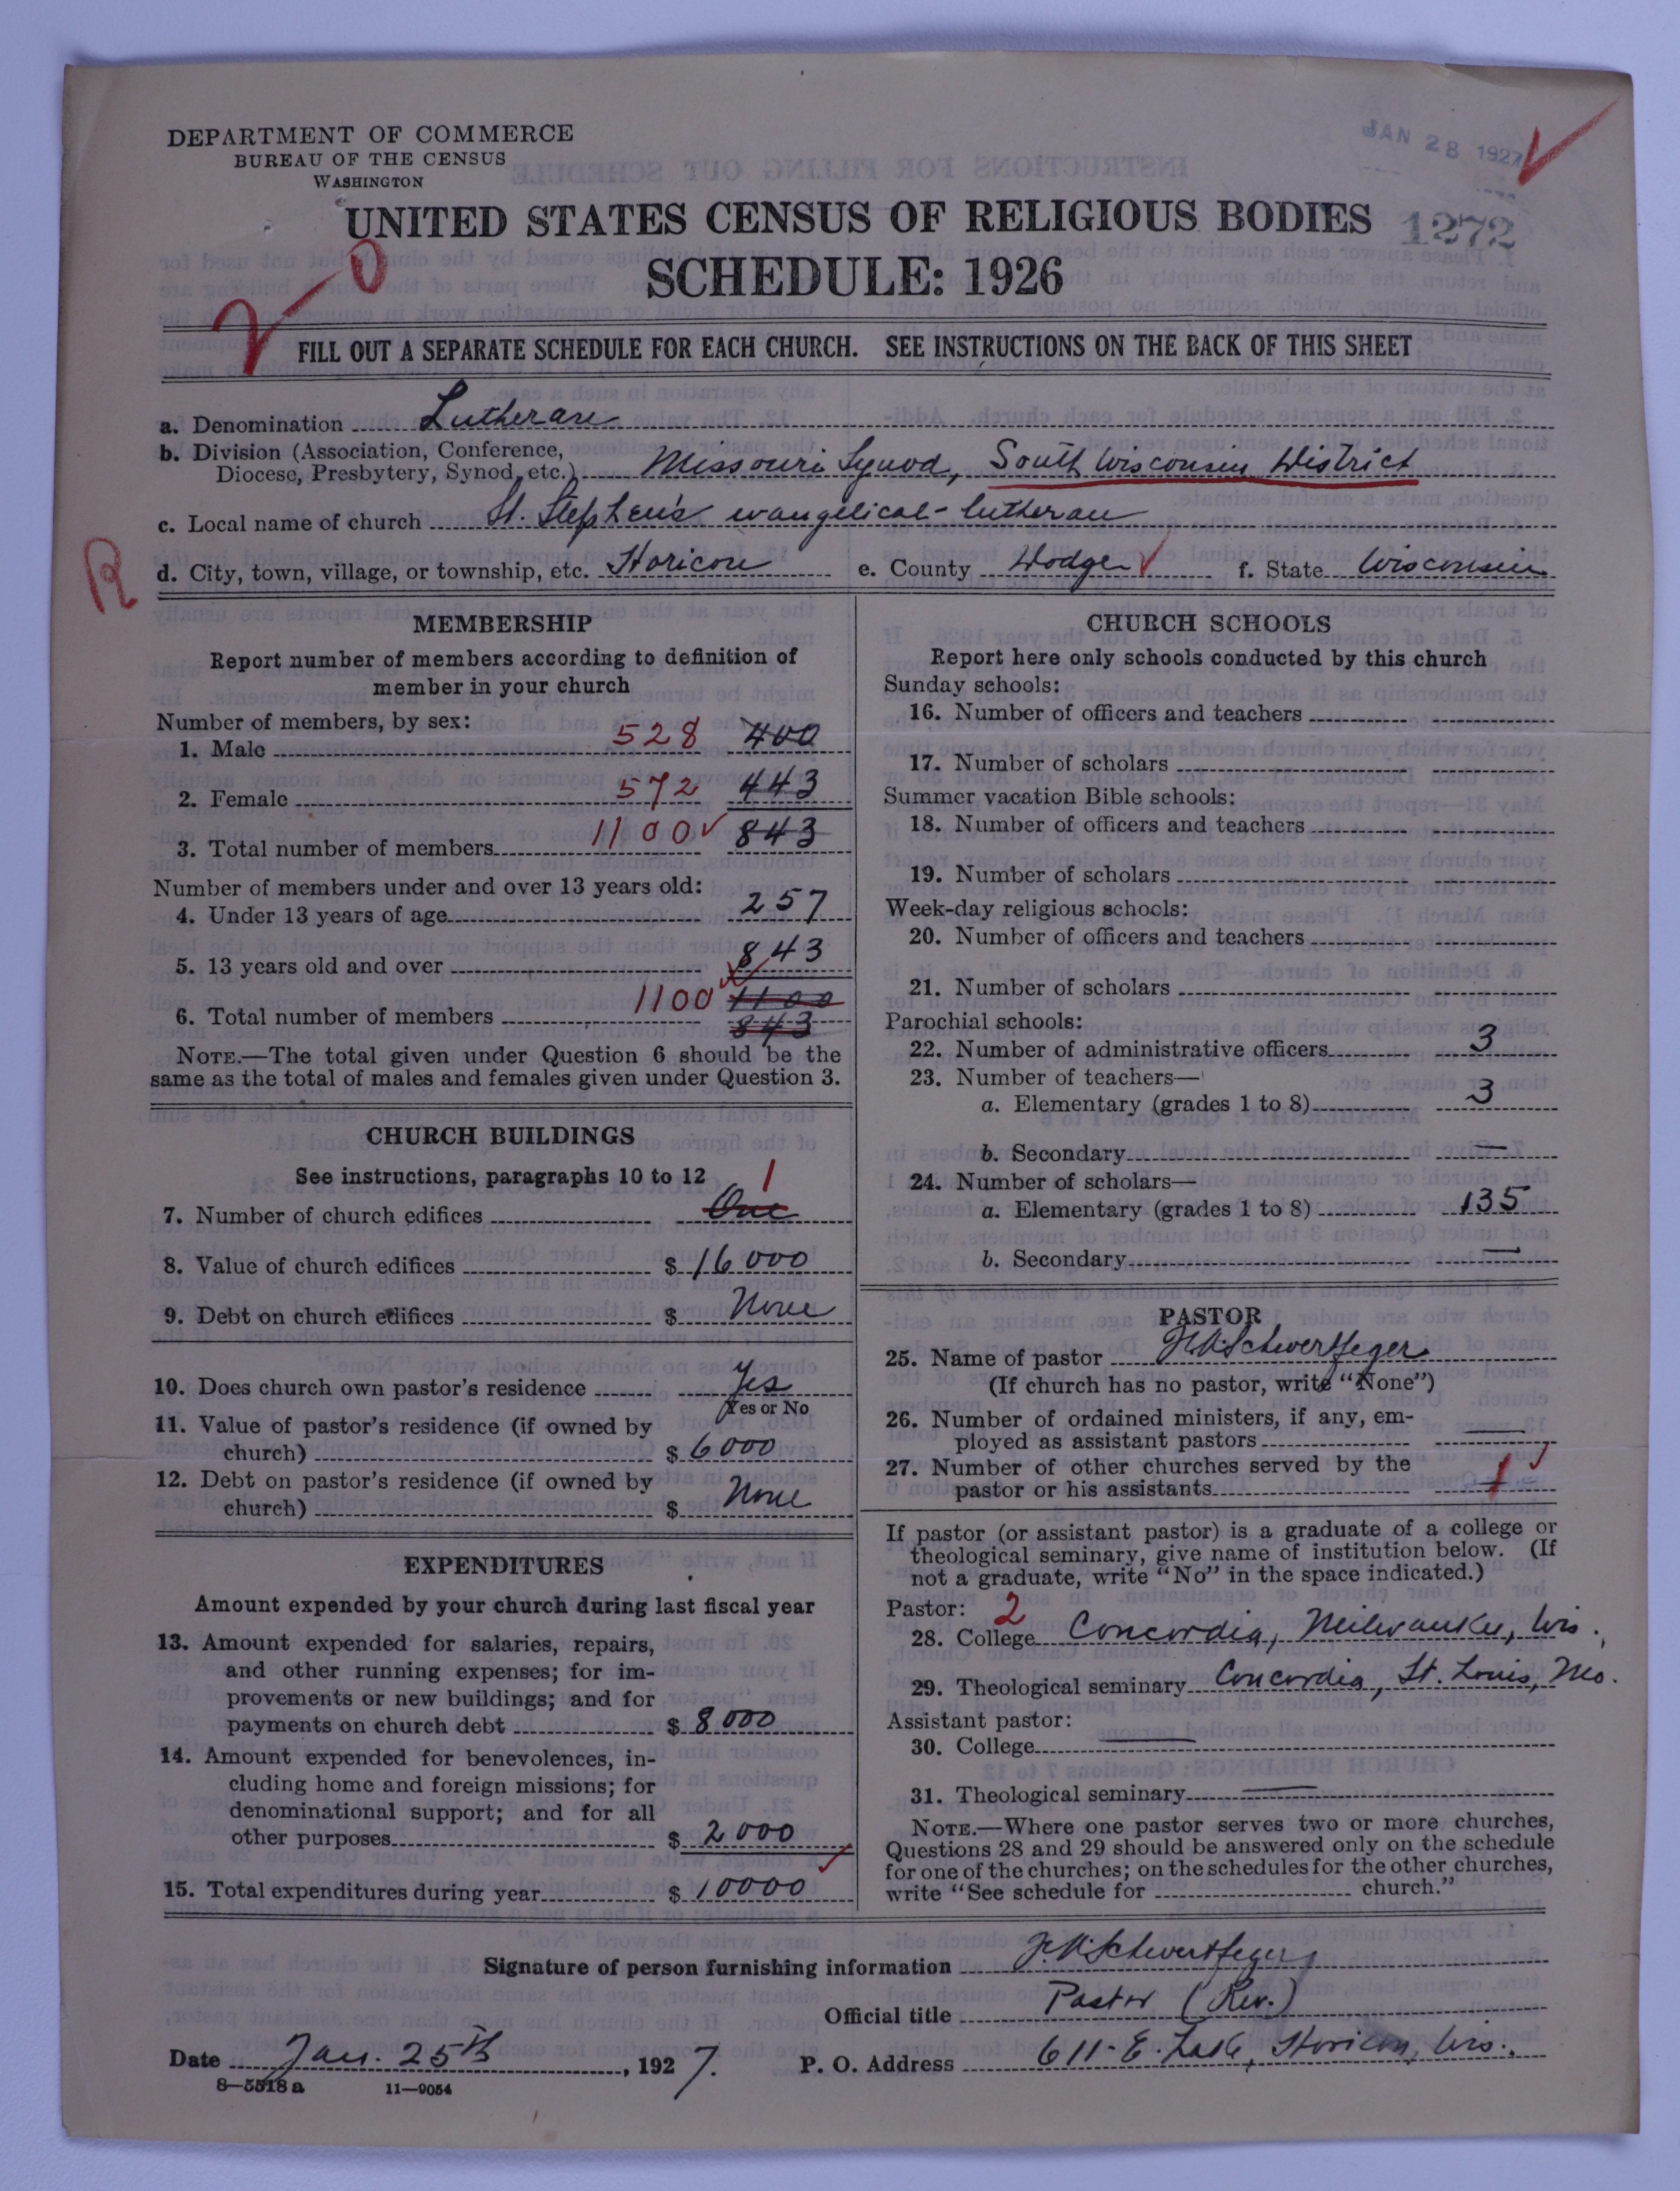 DEPARTMENT OF COMMERCE
BUREAU OF THE CENSUS
WASHINGTON
JAN 28 1927
UNITED STATES CENSUS OF RELIGIOUS BODIES
1272
SCHEDULE: 1926
FILL OUT A SEPARATE SCHEDULE FOR EACH CHURCH. SEE INSTRUCTIONS ON THE BACK OF THIS SHEET
a. Denomination Lutheran
b. Division (Association, Conference,
Diocese, Presbytery, Synod, etc.) Missouri Synod, South Wisconsin District
c. Local name of church St. Stephen's evangelical-lutheran
R
d. City, town, village, or township, etc. Horicon e. County Dodge f. State Wisconsin
MEMBERSHIP
Report number of members according to definition of
member in your church
Number of members, by sex:
1. Male 528 400
2. Female 572 443
3. Total number of members 1100 843
Number of members under and over 13 years old:
4. Under 13 years of age 257
5. 13 years old and over 843
6. Total number of members 1100 1100
843
NOTE.—The total given under Question 6 should be the
same as the total of males and females given under Question 3.
CHURCH BUILDINGS
See instructions, paragraphs 10 to 12
7. Number of church edifices One 1
8. Value of church edifices $ 16000
9. Debt on church edifices $ None
10. Does church own pastor's residence Yes
Yes or No
11. Value of pastor's residence (if owned by
church) $ 6000
12. Debt on pastor's residence (if owned by
church) $ None
EXPENDITURES
Amount expended by your church during last fiscal year
13. Amount expended for salaries, repairs,
and other running expenses; for im-
provements or new buildings; and for
payments on church debt $ 8000
14. Amount expended for benevolences, in-
cluding home and foreign missions; for
denominational support; and for all
other purposes $ 2000
15. Total expenditures during year $ 10000
CHURCH SCHOOLS
Report here only schools conducted by this church
Sunday schools:
16. Number of officers and teachers
17. Number of scholars
Summer vacation Bible schools:
18. Number of officers and teachers
19. Number of scholars
Week-day religious schools:
20. Number of officers and teachers
21. Number of scholars
Parochial schools:
22. Number of administrative officers 3
23. Number of teachers—
a. Elementary (grades 1 to 8) 3
b. Secondary —
24. Number of scholars—
a. Elementary (grades 1 to 8) 135
b. Secondary —
PASTOR
25. Name of pastor Schwertfeger
(If church has no pastor, write "None")
26. Number of ordained ministers, if any, em-
ployed as assistant pastors —
27. Number of other churches served by the
pastor or his assistants 1
If pastor (or assistant pastor) is a graduate of a college or
theological seminary, give name of institution below. (If
not a graduate, write "No" in the space indicated.)
Pastor: 2
28. College Concordia, Milwaukee, Wis.
29. Theological seminary Concordia, St. Louis, Mo.
Assistant pastor:
30. College —
31. Theological seminary —
NOTE.—Where one pastor serves two or more churches,
Questions 28 and 29 should be answered only on the schedule
for one of the churches; on the schedules for the other churches,
write "See schedule for church."
Signature of person furnishing information Schwertfeger
Official title Pastor (Rev.)
Date Jan. 25th, 1927. P. O. Address 611 E. Lake, Horicon, Wis.
8—5518 a 11—9054